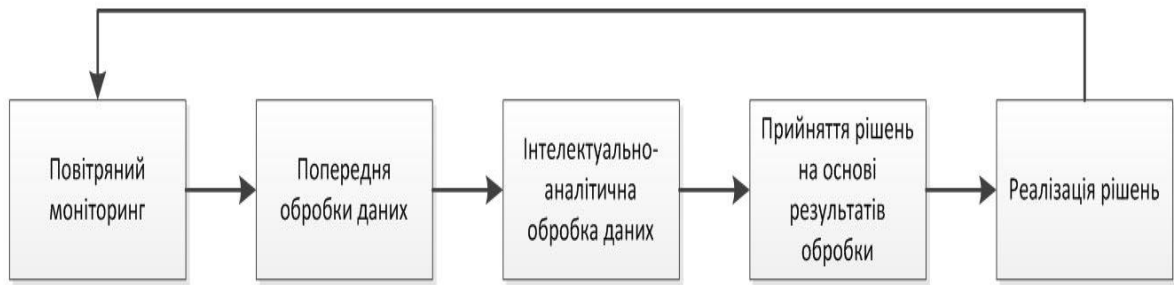 Повітряний
моніторинг
Попередня
обробки даних
Інтелектуально-
аналітична
обробка даних
Прийняття рішень
на основі
результатів
обробки
Реалізація рішень